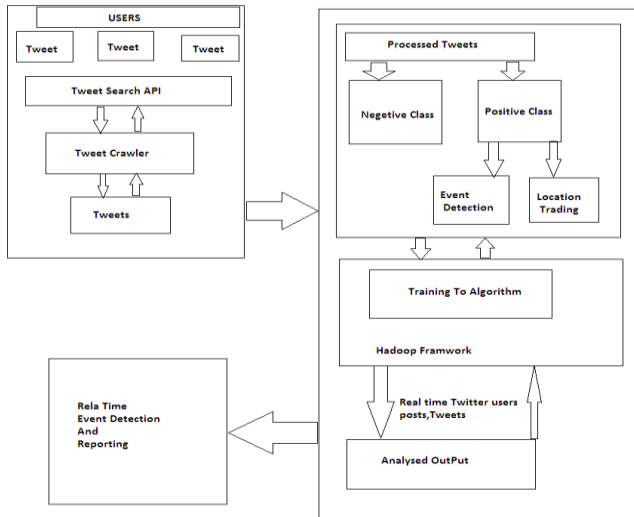 USERS
Tweet
Tweet
Tweet
Tweet Search API
Tweet Crawler
Tweets
Processed Tweets
Negetive Class
Positive Class
Event
Detection
Location
Trading
Training To Algorithm
Hadoop Framwork
Real time Twitter users
posts,Tweets
Analysed OutPut
Rela Time
Event Detection
And
Reporting